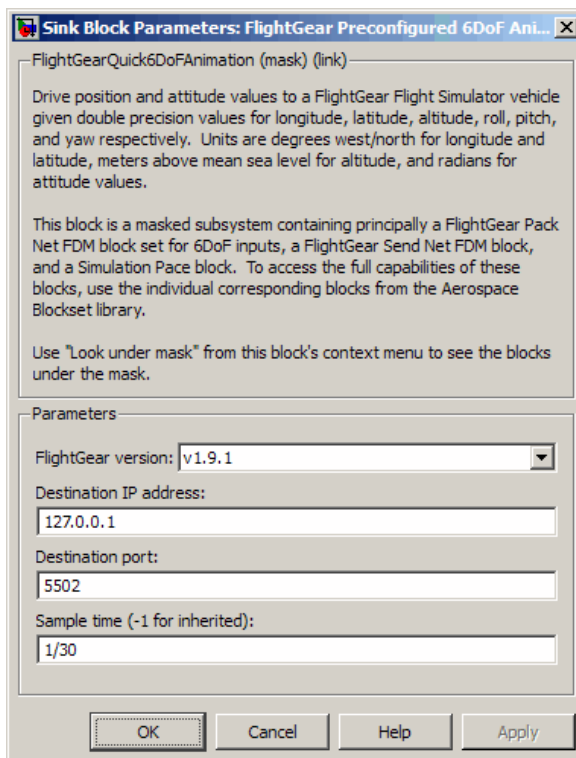 Sink Block Parameters: FlightGear Preconfigured 6DoF Ani...
FlightGearQuick6DoFAnimation (mask) (link)
Drive position and attitude values to a FlightGear Flight Simulator vehicle
given double precision values for longitude, latitude, altitude, roll, pitch,
and yaw respectively.  Units are degrees west/north for longitude and
latitude, meters above mean sea level for altitude, and radians for
attitude values.
This block is a masked subsystem containing principally a FlightGear Pack
Net FDM block set for 6DoF inputs, a FlightGear Send Net FDM block,
and a Simulation Pace block.  To access the full capabilities of these
blocks, use the individual corresponding blocks from the Aerospace
Blockset library.
Use "Look under mask" from this block's context menu to see the blocks
under the mask.
Parameters
FlightGear version: v1.9.1
Destination IP address:
127.0.0.1
Destination port:
5502
Sample time (-1 for inherited):
1/30
OK Cancel Help Apply